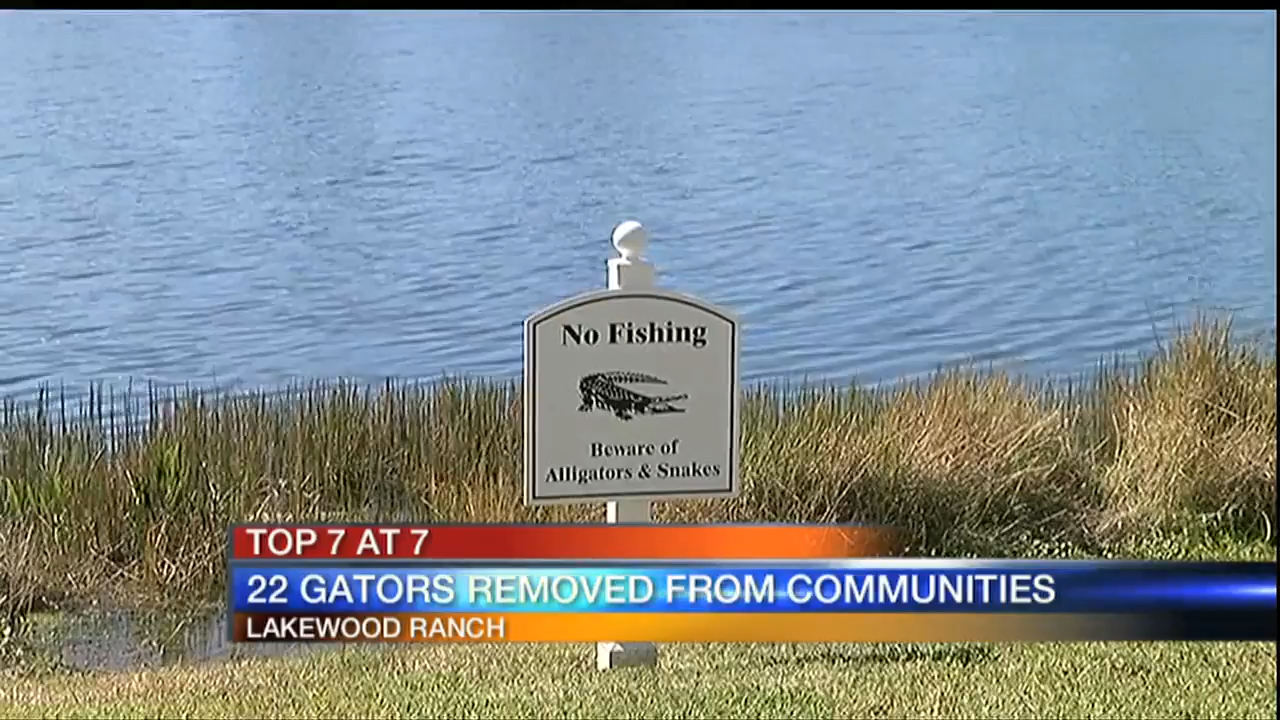 No Fishing
Beware of
Alligators & Snakes
TOP 7 AT 7
22 GATORS REMOVED FROM COMMUNITIES
LAKEWOOD RANCH